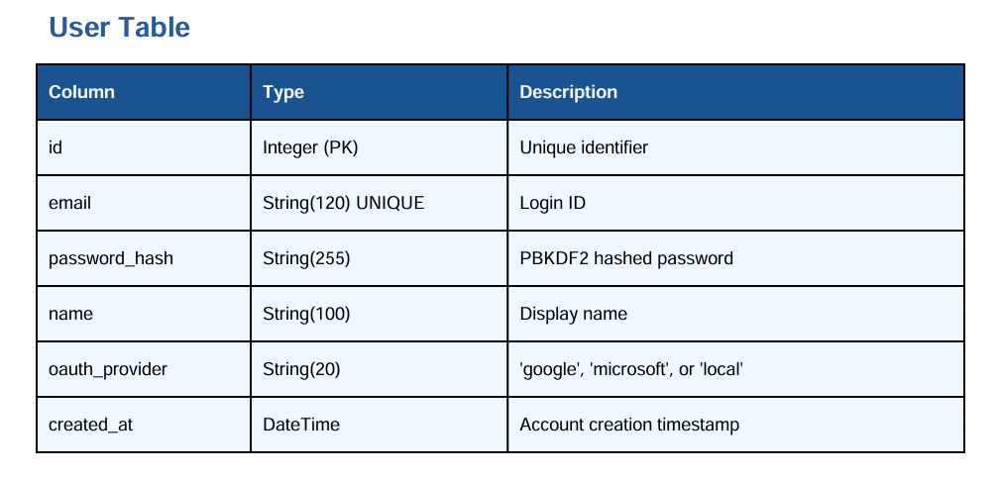 User Table
Column Type Description
id Integer (PK) Unique identifier
email String(120) UNIQUE Login ID
password_hash String(255) PBKDF2 hashed password
name String(100) Display name
oauth_provider String(20) 'google', 'microsoft', or 'local'
created_at DateTime Account creation timestamp